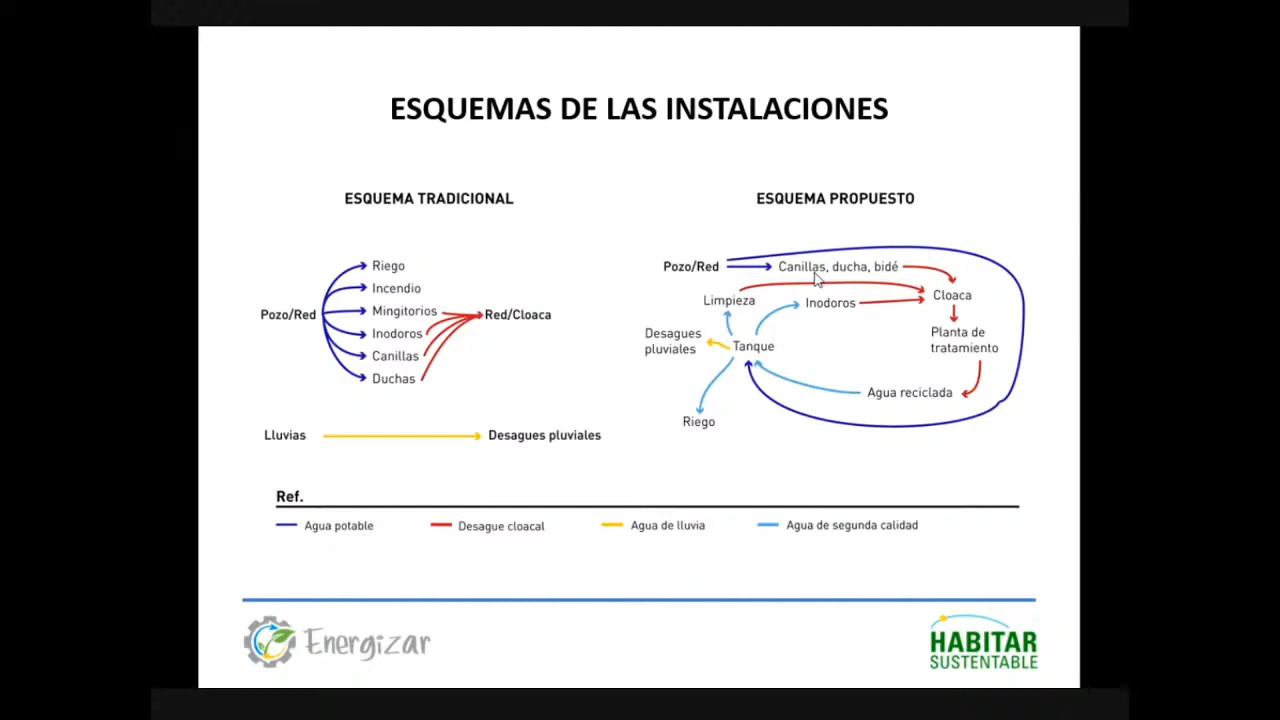 ESQUEMAS DE LAS INSTALACIONES
ESQUEMA TRADICIONAL
Pozo/Red
Riego
Incendio
Mingitorios
Inodoros
Canillas
Duchas
Red/Cloaca
Lluvias
Desagues pluviales
ESQUEMA PROPUESTO
Pozo/Red
Canillas, ducha, bidé
Limpieza
Inodoros
Cloaca
Desagues
pluviales
Tanque
Planta de
tratamiento
Agua reciclada
Riego
Ref.
Agua potable
Desague cloacal
Agua de lluvia
Agua de segunda calidad
Energizar
HABITAR
SUSTENTABLE